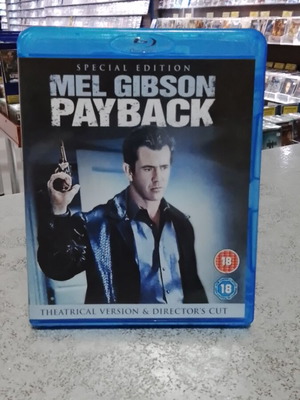 SPECIAL EDITION
MEL GIBSON
PAYBACK
18
18
THEATRICAL VERSION & DIRECTOR'S CUT